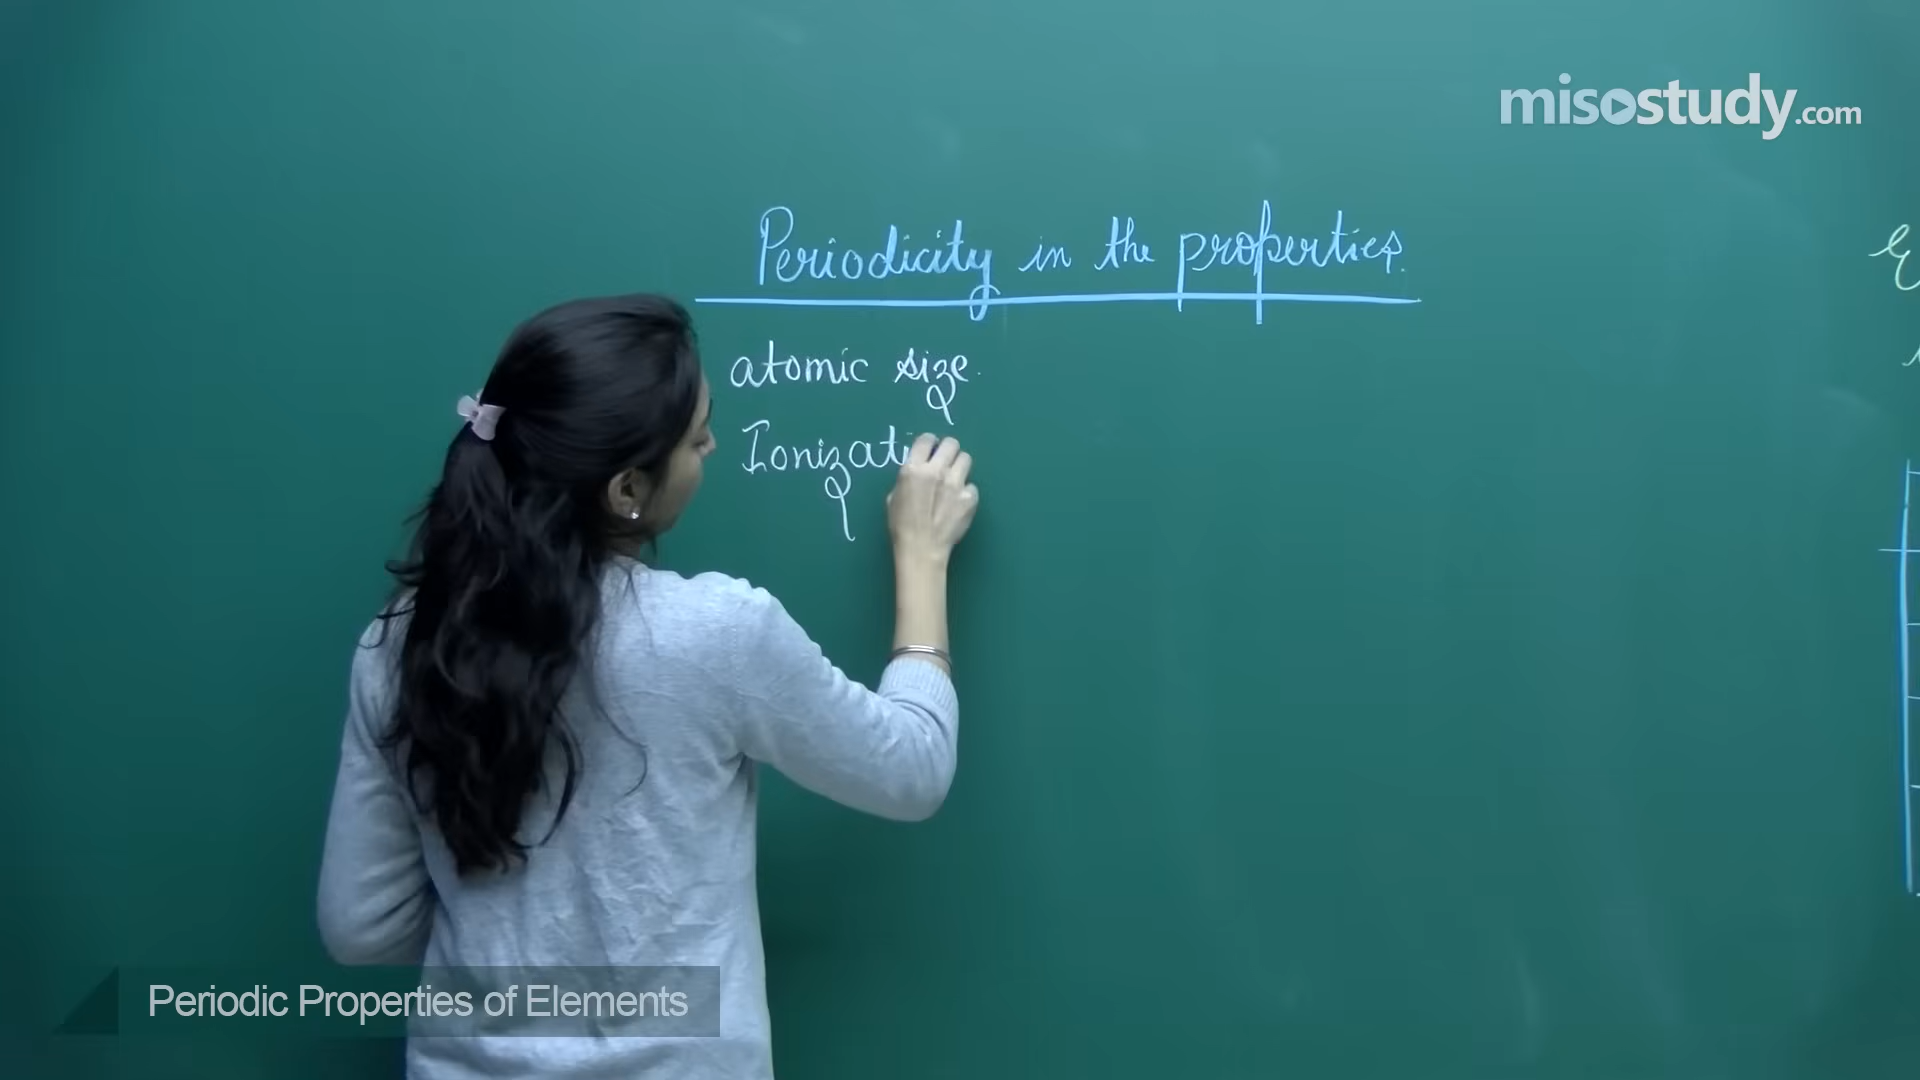 misostudy.com
Periodicity in the properties.
atomic size.
Ionizati
Periodic Properties of Elements